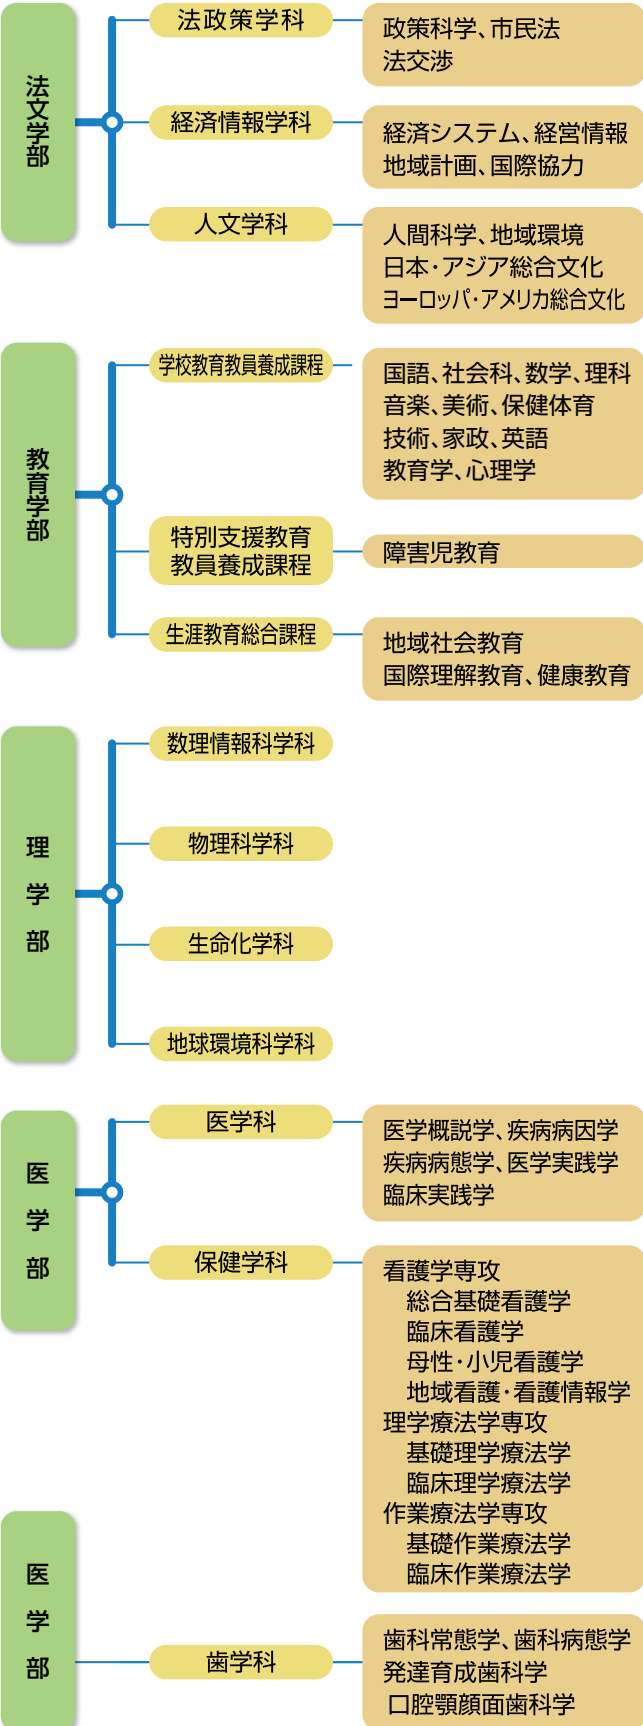 法文学部
法政策学科
政策科学、市民法
法交渉
経済情報学科
経済システム、経営情報
地域計画、国際協力
人文学科
人間科学、地域環境
日本・アジア総合文化
ヨーロッパ・アメリカ総合文化
教育学部
学校教育教員養成課程
国語、社会科、数学、理科
音楽、美術、保健体育
技術、家政、英語
教育学、心理学
特別支援教育
教員養成課程
障害児教育
生涯教育総合課程
地域社会教育
国際理解教育、健康教育
理学部
数理情報科学科
物理科学科
生命化学科
地球環境科学科
医学部
医学科
医学概説学、疾病病因学
疾病病態学、医学実践学
臨床実践学
保健学科
看護学専攻
総合基礎看護学
臨床看護学
母性・小児看護学
地域看護・看護情報学
理学療法学専攻
基礎理学療法学
臨床理学療法学
作業療法学専攻
基礎作業療法学
臨床作業療法学
医学部
歯学科
歯科常態学、歯科病態学
発達育成歯科学
口腔顎顔面歯科学